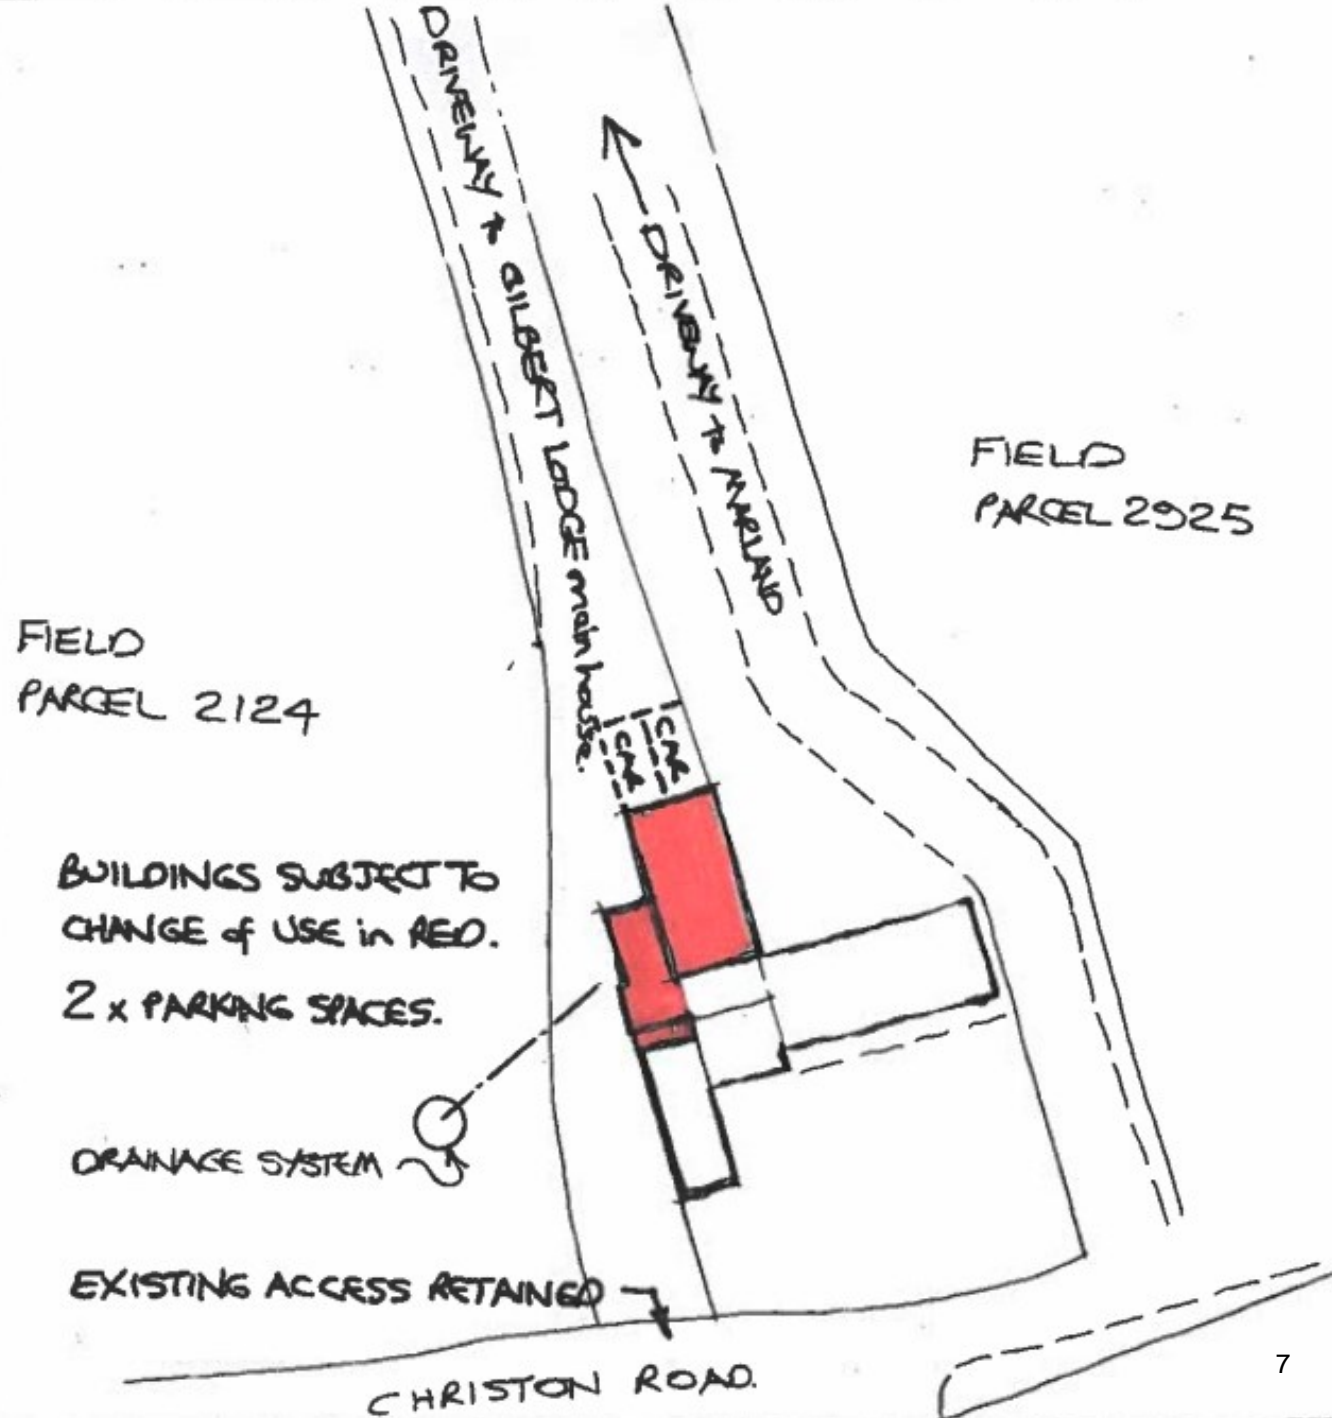 DRIVEWAY to GILBERT LODGE main house.
DRIVEWAY to MARLAND
FIELD
PARCEL 2925
FIELD
PARCEL 2124
CAR
CAR
BUILDINGS SUBJECT TO
CHANGE of USE in RED.
2 x PARKING SPACES.
DRAINAGE SYSTEM
EXISTING ACCESS RETAINED
CHRISTON ROAD.
7